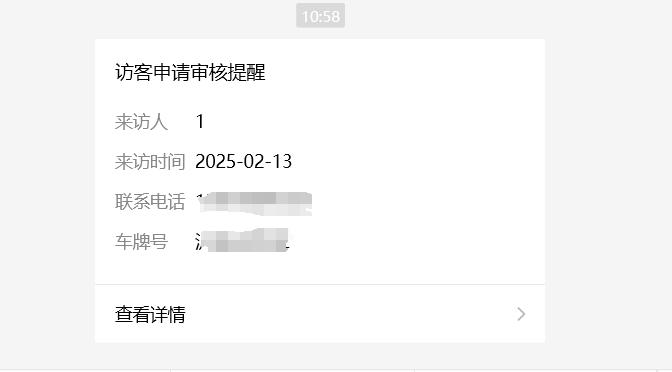 10:58
访客申请审核提醒
来访人 1
来访时间 2025-02-13
联系电话
车牌号
查看详情